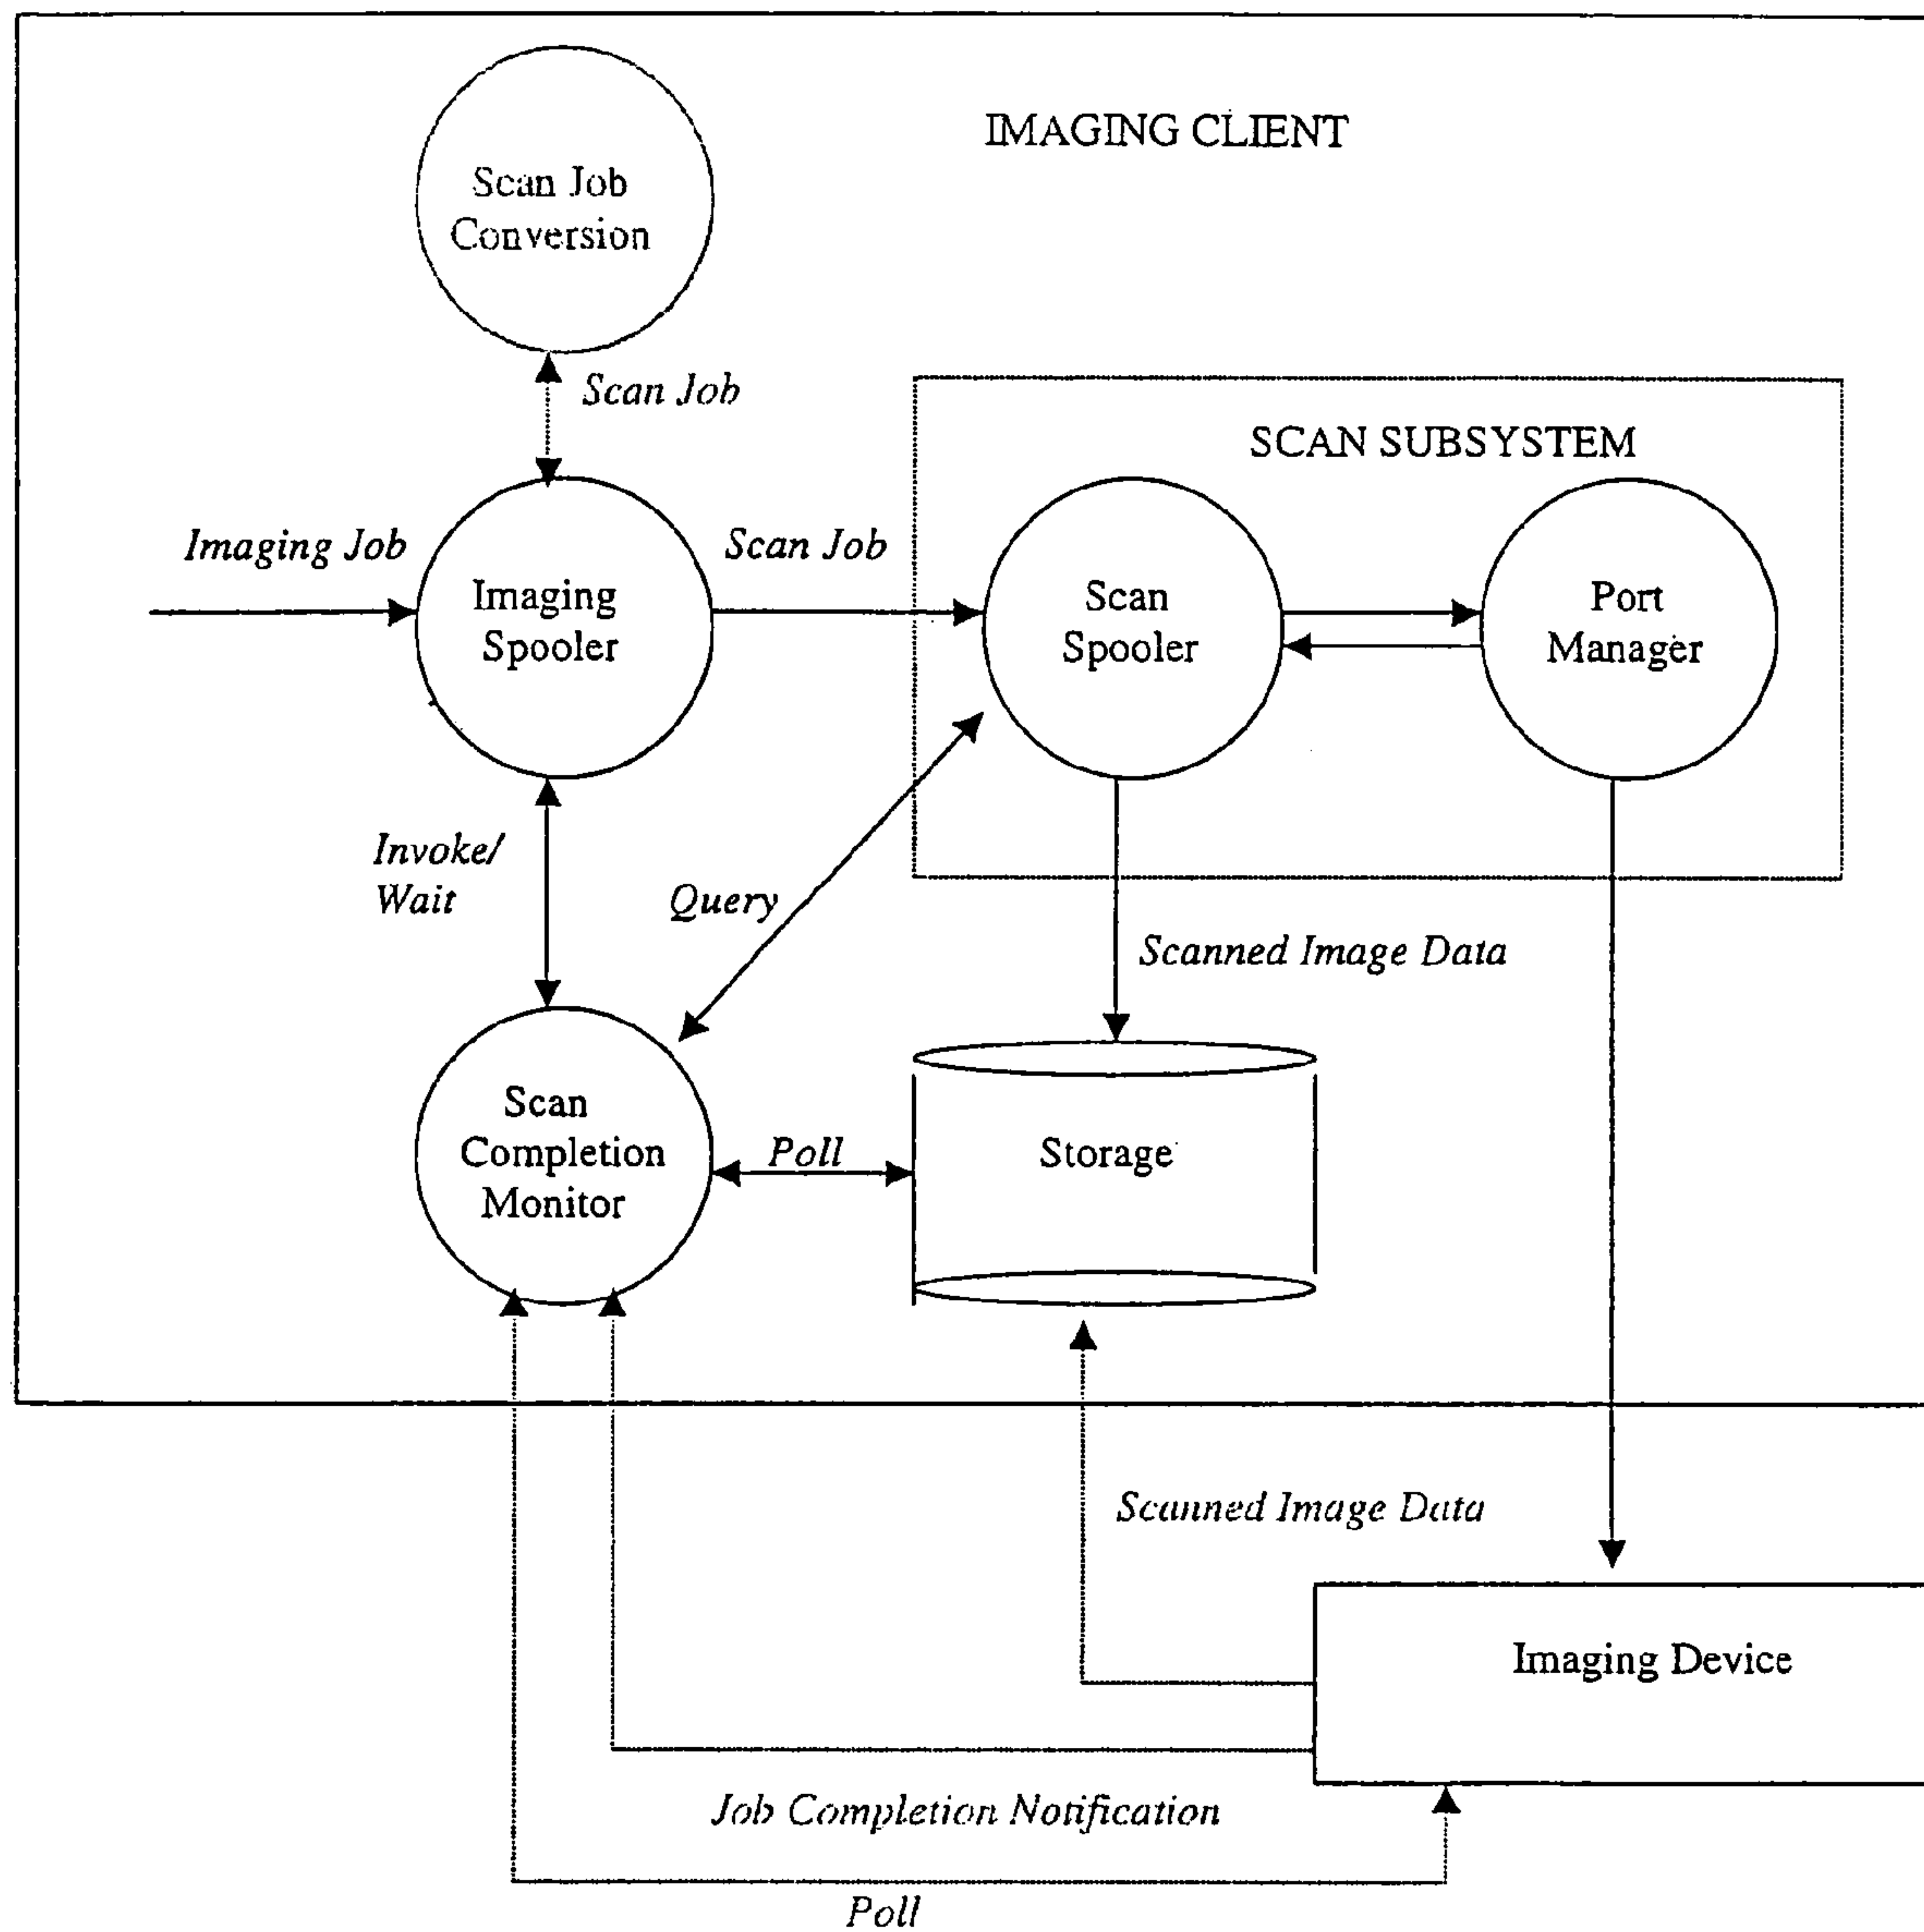 IMAGING CLIENT
Scan Job
Conversion
Scan Job
SCAN SUBSYSTEM
Imaging Job
Scan Job
Imaging
Spooler
Scan
Spooler
Port
Manager
Invoke/
Wait
Query
Scanned Image Data
Scan
Completion
Monitor
Poll
Storage
Scanned Image Data
Imaging Device
Job Completion Notification
Poll